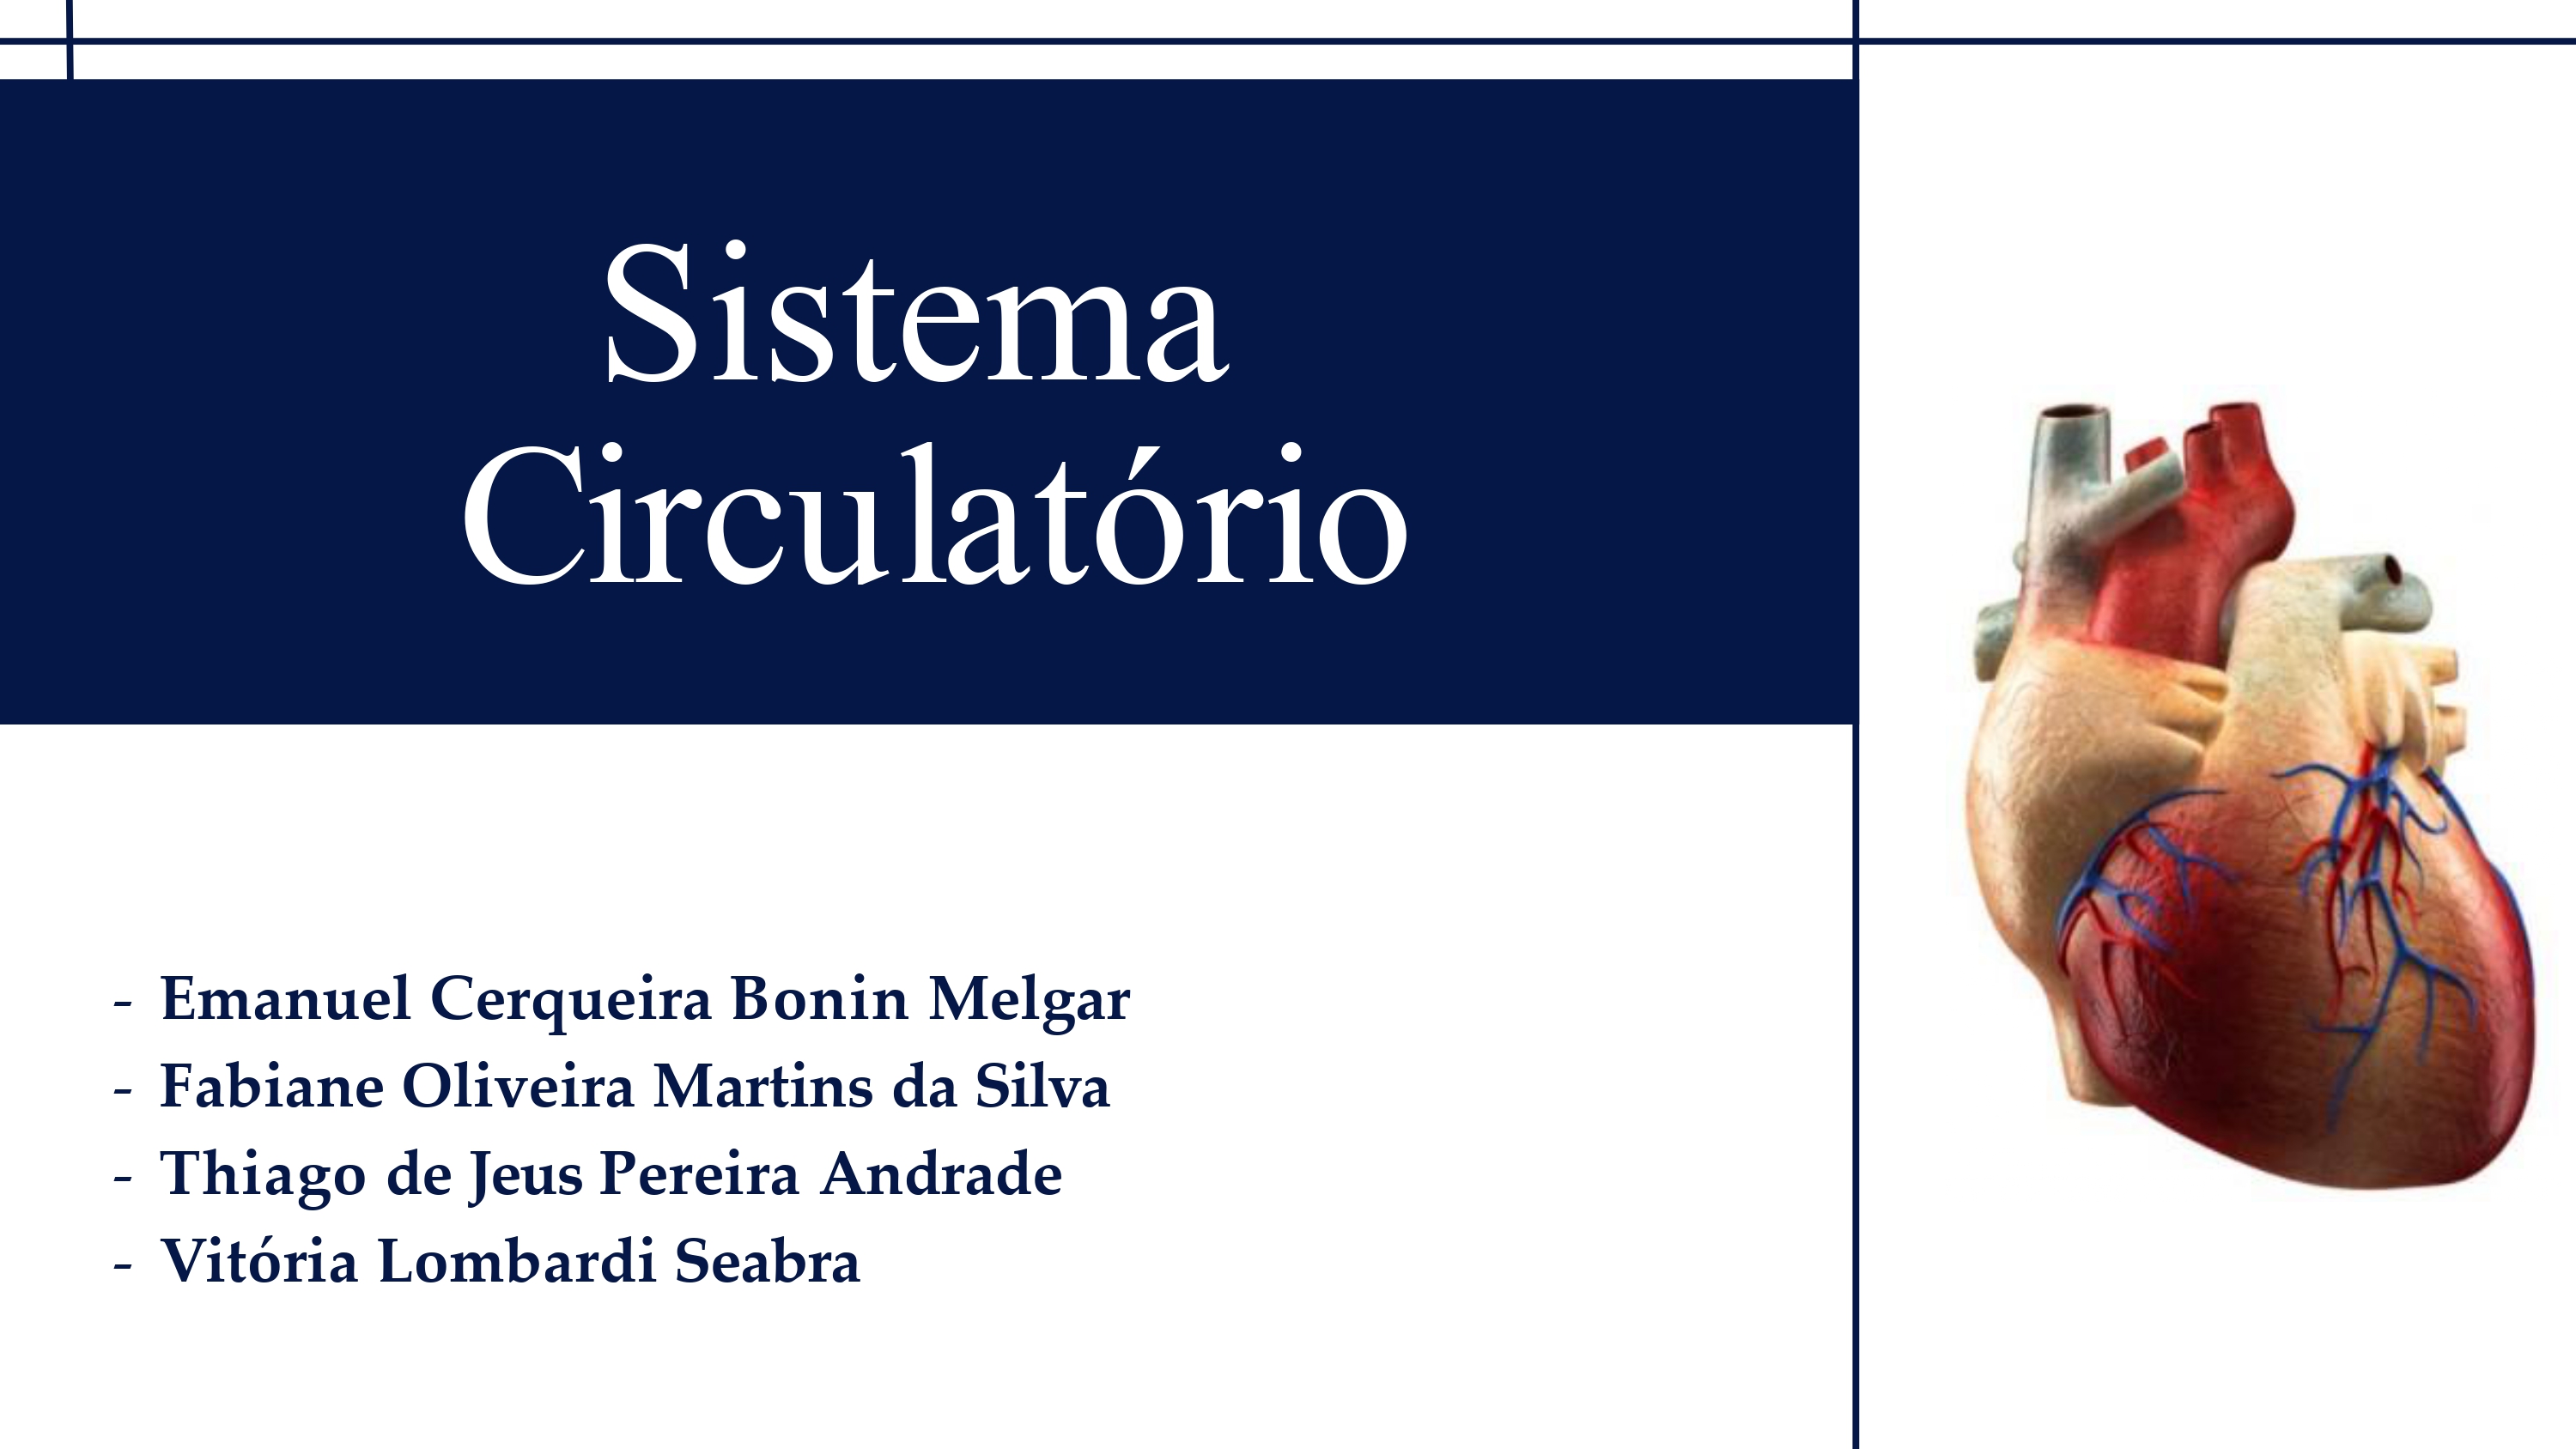 Sistema
Circulatório
- Emanuel Cerqueira Bonin Melgar
- Fabiane Oliveira Martins da Silva
- Thiago de Jeus Pereira Andrade
- Vitória Lombardi Seabra